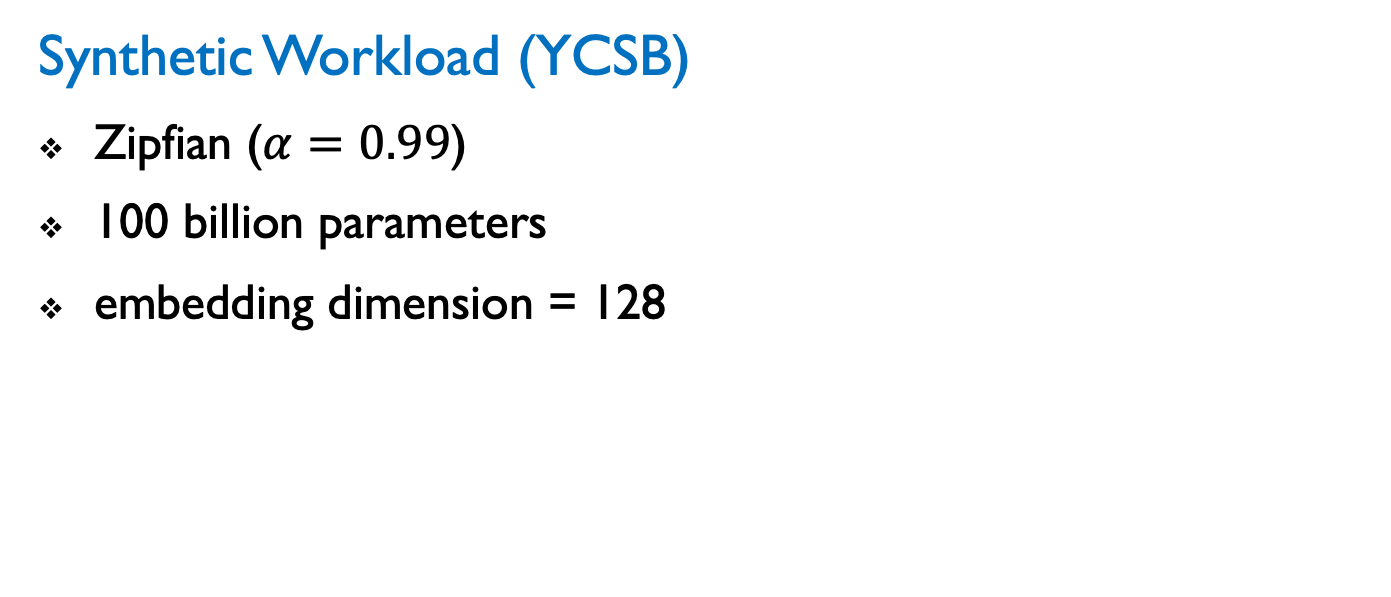 Synthetic Workload (YCSB)
❖ Zipfian (𝛼 = 0.99)
❖ 100 billion parameters
❖ embedding dimension = 128